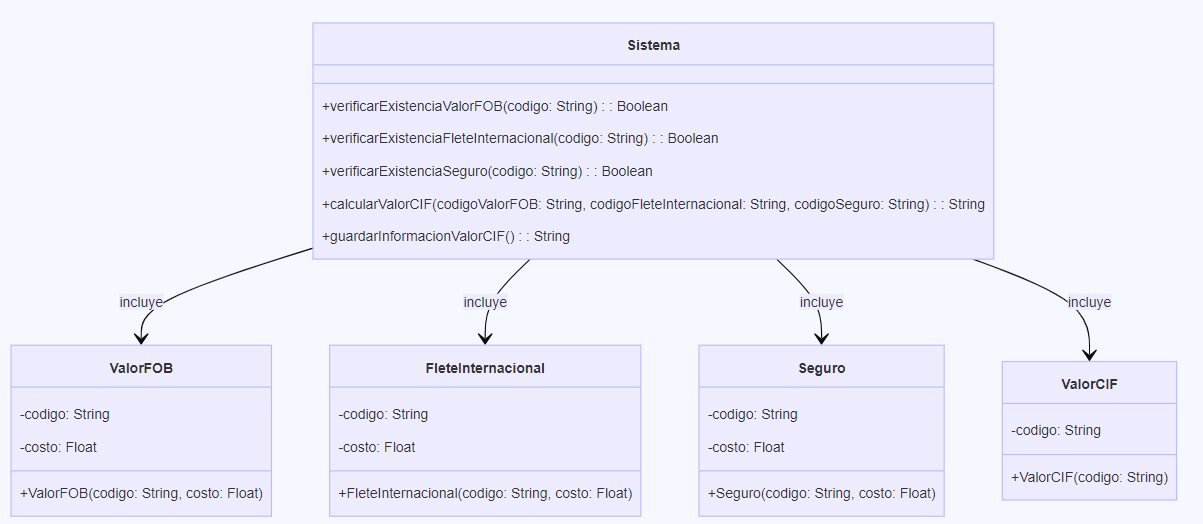 Sistema
+verificarExistenciaValorFOB(codigo: String) : : Boolean
+verificarExistenciaFleteInternacional(codigo: String) : : Boolean
+verificarExistenciaSeguro(codigo: String) : : Boolean
+calcularValorCIF(codigoValorFOB: String, codigoFleteInternacional: String, codigoSeguro: String) : : String
+guardarInformacionValorCIF() : : String
incluye
incluye
incluye
incluye
ValorFOB
-codigo: String
-costo: Float
+ValorFOB(codigo: String, costo: Float)
FleteInternacional
-codigo: String
-costo: Float
+FleteInternacional(codigo: String, costo: Float)
Seguro
-codigo: String
-costo: Float
+Seguro(codigo: String, costo: Float)
ValorCIF
-codigo: String
+ValorCIF(codigo: String)